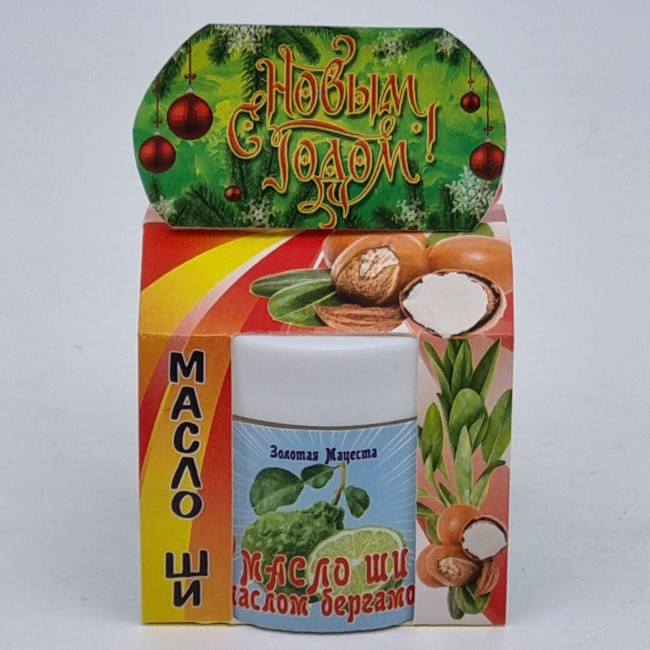 С Новым
Годом!
МАСЛО ШИ
Золотая Мацеста
МАСЛО ШИ
маслом бергамо